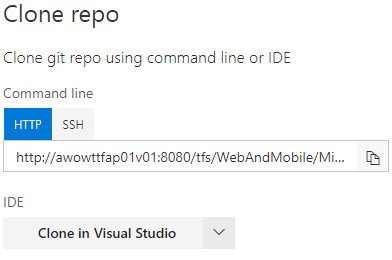 Clone repo
Clone git repo using command line or IDE
Command line
HTTP SSH
http://awowttfap01v01:8080/tfs/WebAndMobile/Mi...
IDE
Clone in Visual Studio